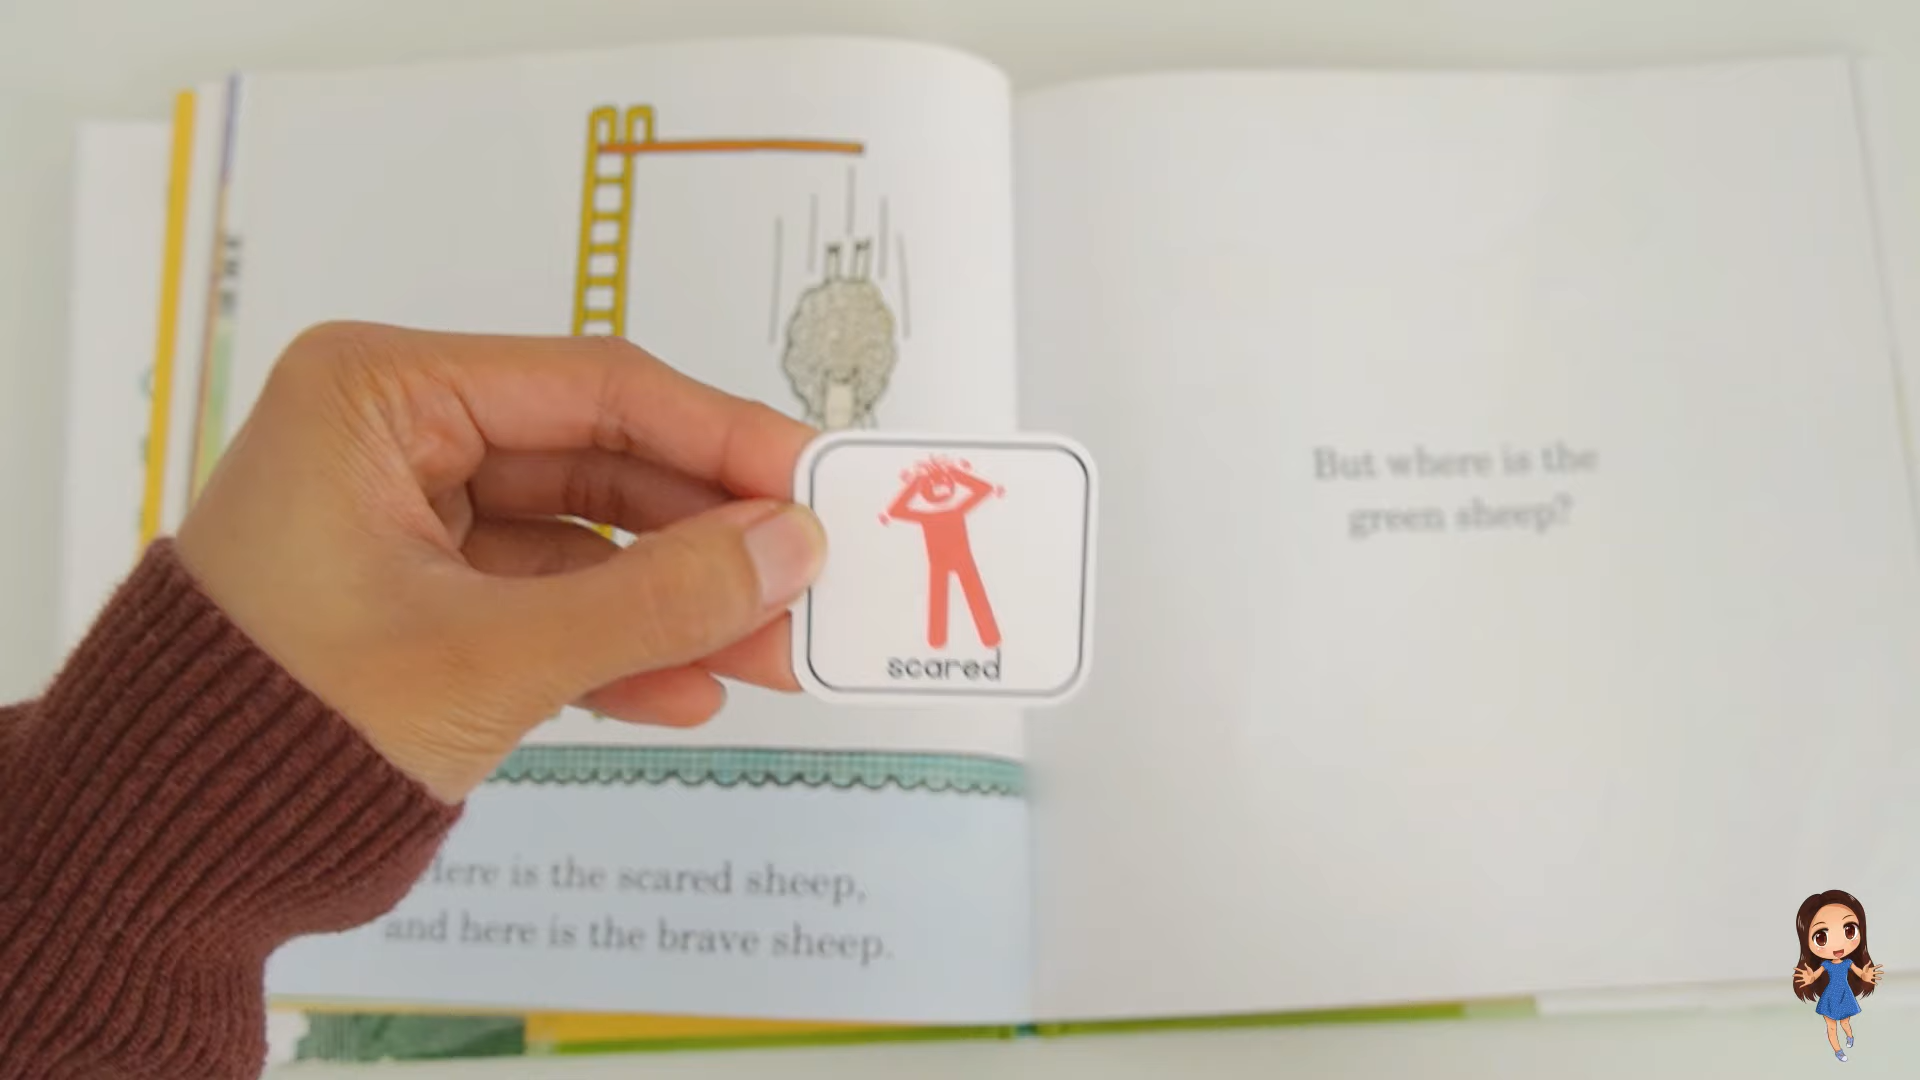 scared
Here is the scared sheep,
and here is the brave sheep.
But where is the
green sheep?